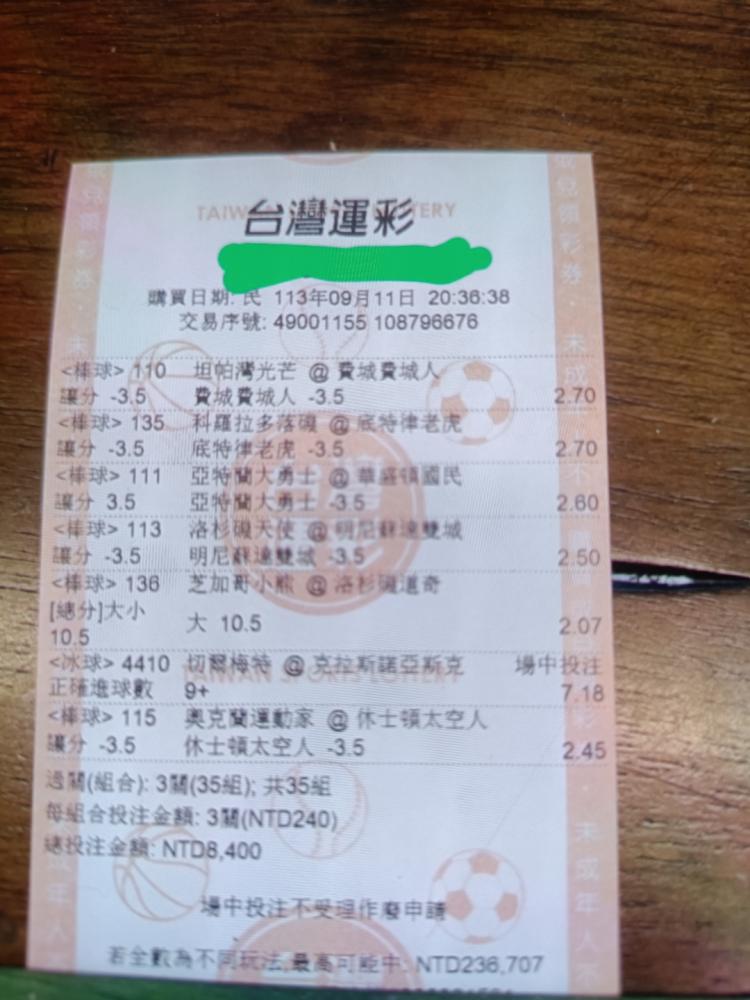 台灣運彩
購買日期: 民 113年09月11日 20:36:38
交易序號: 49001155 108796676
<棒球> 110 坦帕灣光芒 @ 費城費城人
讓分 -3.5 費城費城人 -3.5 2.70
<棒球> 135 科羅拉多落磯 @ 底特律老虎
讓分 -3.5 底特律老虎 -3.5 2.70
<棒球> 111 亞特蘭大勇士 @ 華盛頓國民
讓分 3.5 亞特蘭大勇士 -3.5 2.60
<棒球> 113 洛杉磯天使 @ 明尼蘇達雙城
讓分 -3.5 明尼蘇達雙城 -3.5 2.50
<棒球> 136 芝加哥小熊 @ 洛杉磯道奇
[總分]大小
10.5 大 10.5 2.07
<冰球> 4410 切爾梅特 @ 克拉斯諾亞斯克 場中投注
正確進球數 9+ 7.18
<棒球> 115 奧克蘭運動家 @ 休士頓太空人
讓分 -3.5 休士頓太空人 -3.5 2.45
過關(組合): 3關(35組); 共35組
每組合投注金額: 3關(NTD240)
總投注金額: NTD8,400
場中投注不受理作廢申請
若全數為不同玩法,最高可能中: NTD236,707